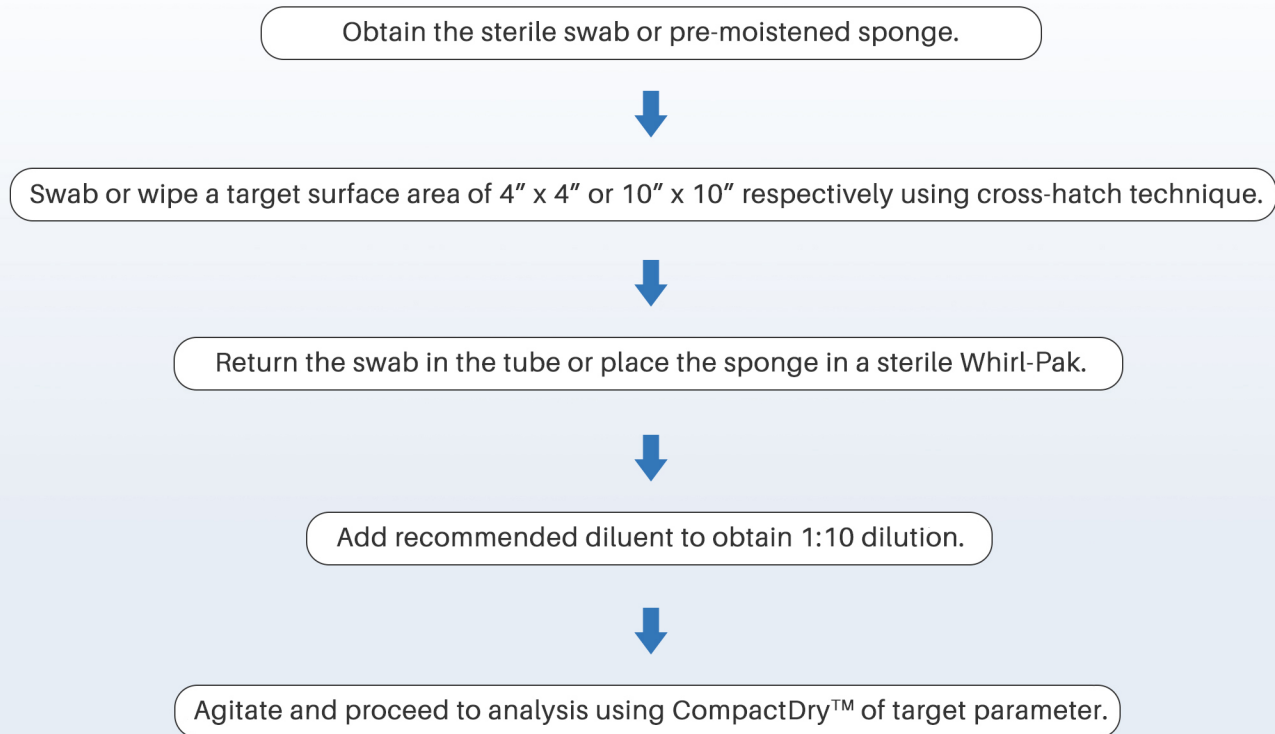 Obtain the sterile swab or pre-moistened sponge.
Swab or wipe a target surface area of 4″ x 4″ or 10″ x 10″ respectively using cross-hatch technique.
Return the swab in the tube or place the sponge in a sterile Whirl-Pak.
Add recommended diluent to obtain 1:10 dilution.
Agitate and proceed to analysis using CompactDry™ of target parameter.